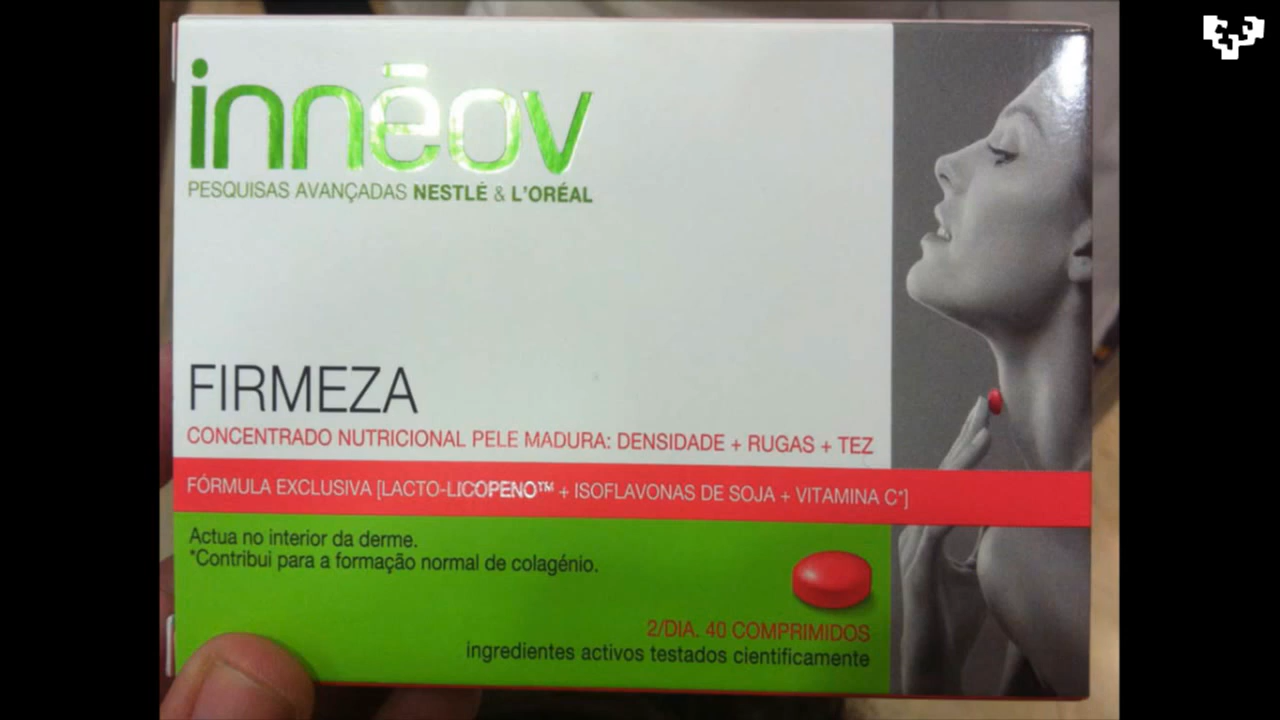 innēov
PESQUISAS AVANÇADAS NESTLĒ & L'ORÉAL
FIRMEZA
CONCENTRADO NUTRICIONAL PELE MADURA: DENSIDADE + RUGAS + TEZ
FÓRMULA EXCLUSIVA [LACTO-LICOPENO™ + ISOFLAVONAS DE SOJA + VITAMINA C*]
Actua no interior da derme.
*Contribui para a formação normal de colagénio.
2/DIA. 40 COMPRIMIDOS
ingredientes activos testados cientificamente